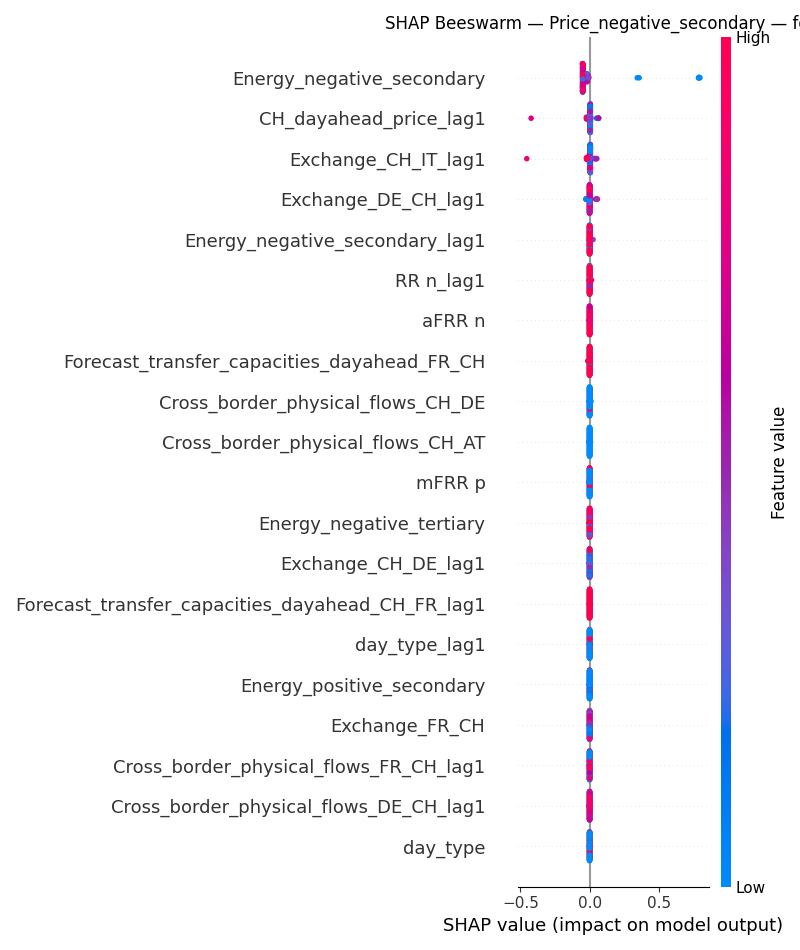 SHAP Beeswarm — Price_negative_secondary — fo
High
Energy_negative_secondary
CH_dayahead_price_lag1
Exchange_CH_IT_lag1
Exchange_DE_CH_lag1
Energy_negative_secondary_lag1
RR n_lag1
aFRR n
Forecast_transfer_capacities_dayahead_FR_CH
Cross_border_physical_flows_CH_DE
Cross_border_physical_flows_CH_AT
mFRR p
Energy_negative_tertiary
Exchange_CH_DE_lag1
Forecast_transfer_capacities_dayahead_CH_FR_lag1
day_type_lag1
Energy_positive_secondary
Exchange_FR_CH
Cross_border_physical_flows_FR_CH_lag1
Cross_border_physical_flows_DE_CH_lag1
day_type
Feature value
Low
−0.5 0.0 0.5
SHAP value (impact on model output)